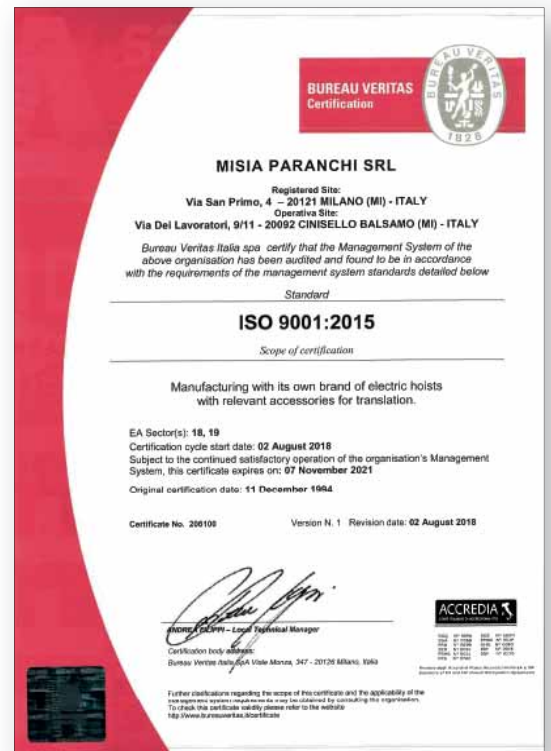 BUREAU VERITAS
Certification
BUREAU VERITAS
1828
MISIA PARANCHI SRL
Registered Site:
Via San Primo, 4 – 20121 MILANO (MI) - ITALY
Operativa Site:
Via Dei Lavoratori, 9/11 - 20092 CINISELLO BALSAMO (MI) - ITALY
Bureau Veritas Italia spa certify that the Management System of the
above organisation has been audited and found to be in accordance
with the requirements of the management system standards detailed below
Standard
ISO 9001:2015
Scope of certification
Manufacturing with its own brand of electric hoists
with relevant accessories for translation.
EA Sector(s): 18, 19
Certification cycle start date: 02 August 2018
Subject to the continued satisfactory operation of the organisation's Management
System, this certificate expires on: 07 November 2021
Original certification date: 11 December 1994
Certificate No. 206100 Version N. 1 Revision date: 02 August 2018
ANDREA FILIPPI – Local Technical Manager
Certification body address:
Bureau Veritas Italia SpA Viale Monza, 347 - 20126 Milano, Italia
Further clarifications regarding the scope of this certificate and the applicability of the
management system requirements may be obtained by consulting the organisation.
To check this certificate validity please refer to the website
http://www.bureauveritas.it/certificate
ACCREDIA